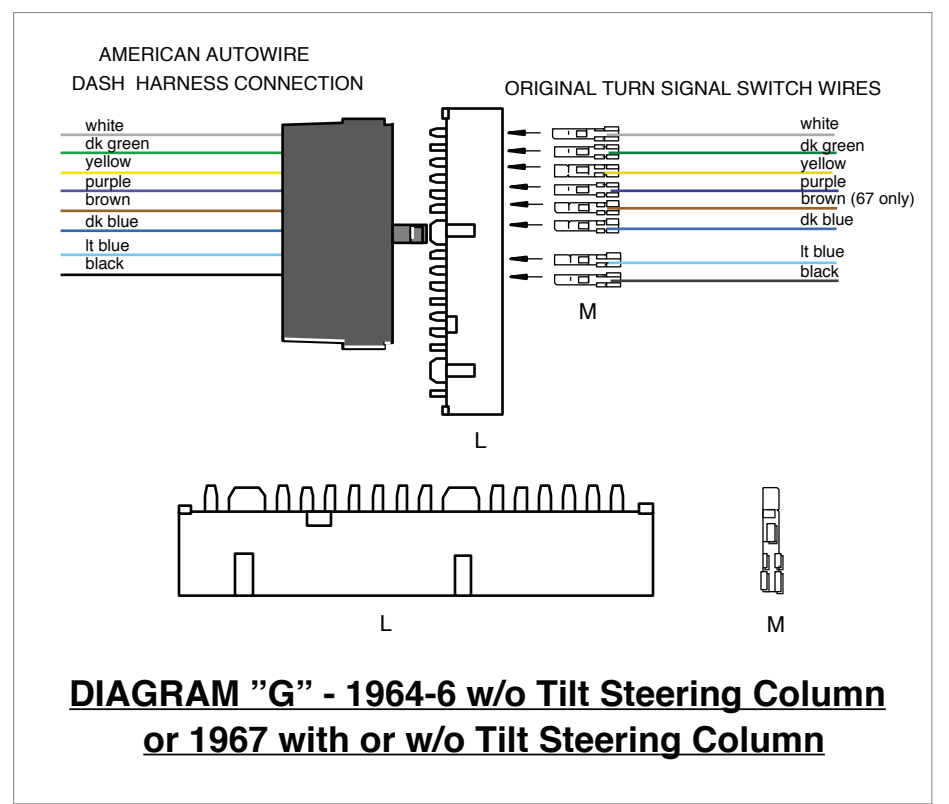 AMERICAN AUTOWIRE
DASH HARNESS CONNECTION
ORIGINAL TURN SIGNAL SWITCH WIRES
white
dk green
yellow
purple
brown
dk blue
lt blue
black
white
dk green
yellow
purple
brown (67 only)
dk blue
lt blue
black
M
L
L
M
DIAGRAM ”G” - 1964-6 w/o Tilt Steering Column
or 1967 with or w/o Tilt Steering Column